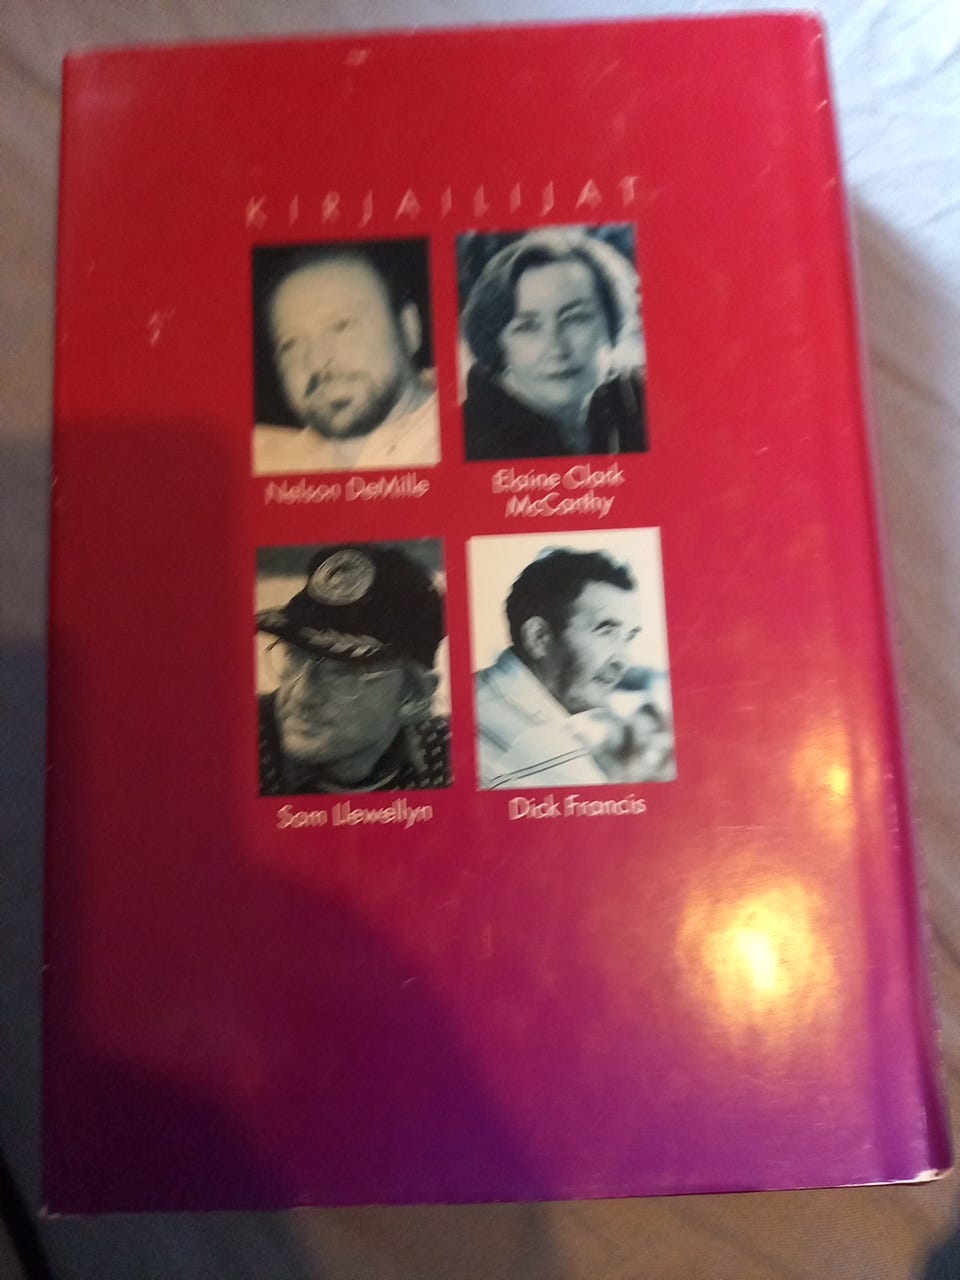 KIRJAILIJAT
Nelson DeMille
Elaine Clark
McCarthy
Sam Llewellyn
Dick Francis